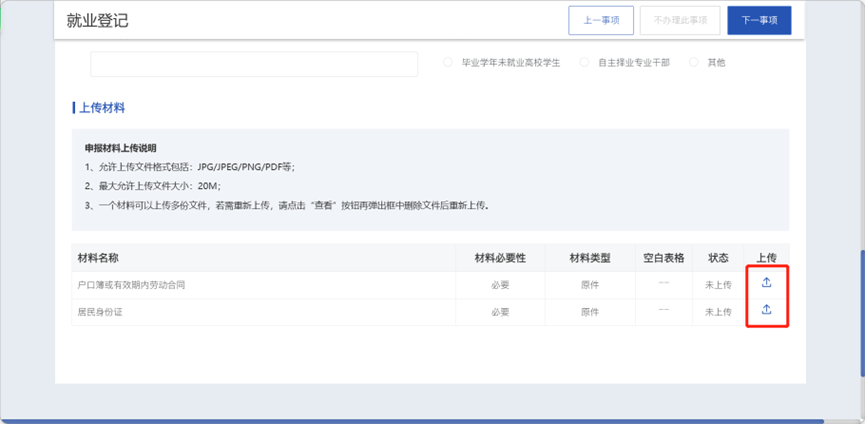 就业登记 上一事项 不办理此事项 下一事项
毕业学年未就业高校学生 自主择业专业干部 其他
上传材料
申报材料上传说明
1、允许上传文件格式包括：JPG/JPEG/PNG/PDF等；
2、最大允许上传文件大小：20M；
3、一个材料可以上传多份文件，若需重新上传，请点击“查看”按钮再弹出框中删除文件后重新上传。
材料名称 材料必要性 材料类型 空白表格 状态 上传
户口簿或有效期内劳动合同 必要 原件 -- 未上传
居民身份证 必要 原件 -- 未上传